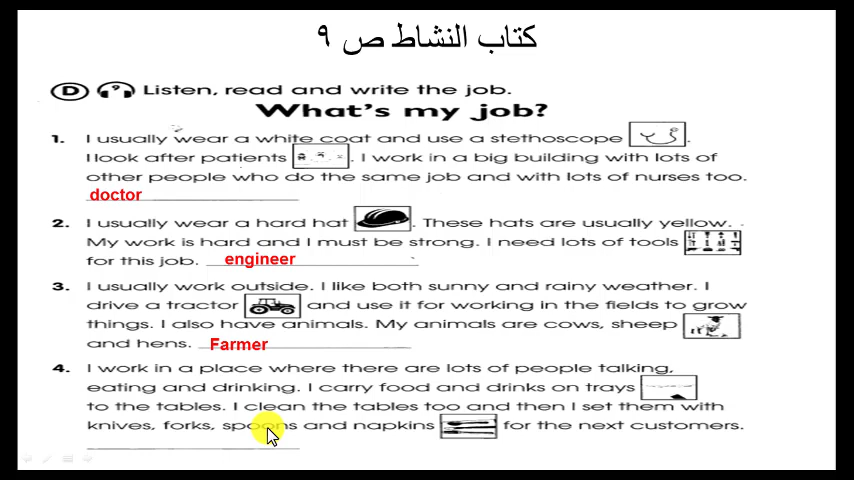 كتاب النشاط ص ٩
D 9 Listen, read and write the job.
What's my job?
1. I usually wear a white coat and use a stethoscope .
I look after patients . I work in a big building with lots of
other people who do the same job and with lots of nurses too.
doctor
2. I usually wear a hard hat . These hats are usually yellow.
My work is hard and I must be strong. I need lots of tools
for this job. engineer
3. I usually work outside. I like both sunny and rainy weather. I
drive a tractor and use it for working in the fields to grow
things. I also have animals. My animals are cows, sheep
and hens. Farmer
4. I work in a place where there are lots of people talking,
eating and drinking. I carry food and drinks on trays
to the tables. I clean the tables too and then I set them with
knives, forks, spoons and napkins for the next customers.